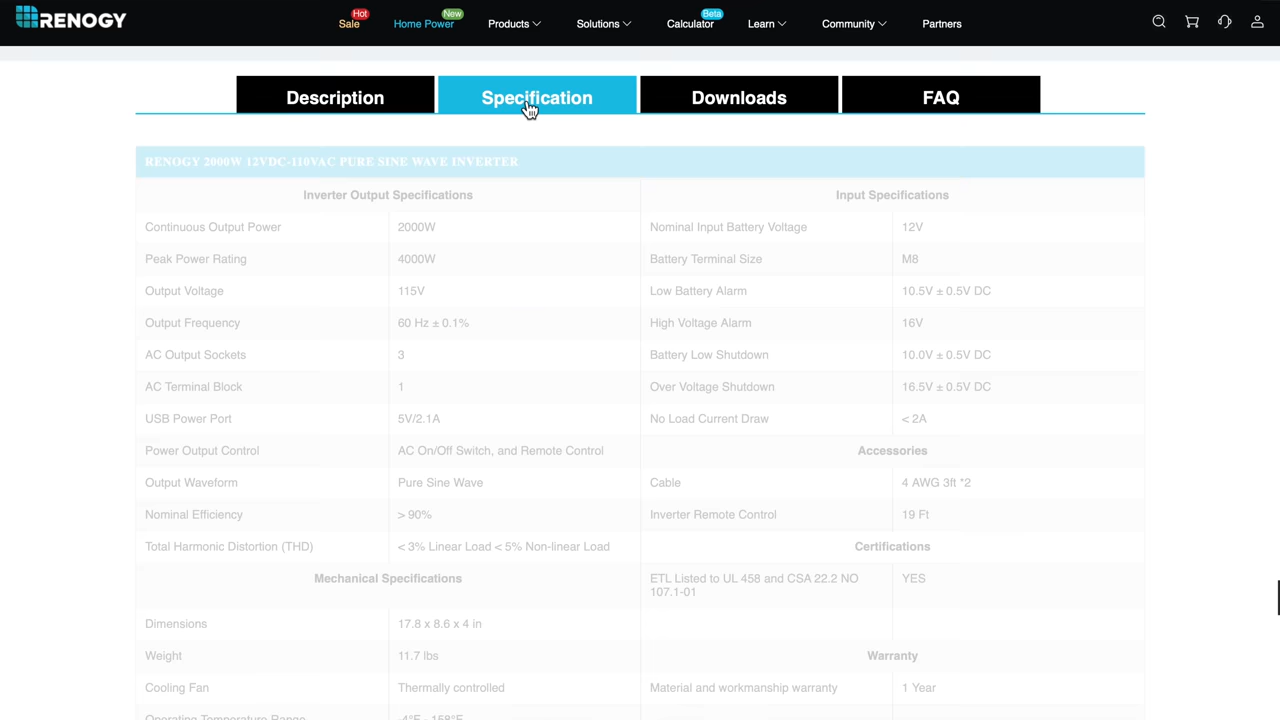 RENOGY
Sale Hot
Home Power New
Products
Solutions
Calculator Beta
Learn
Community
Partners
Description
Specification
Downloads
FAQ
RENOGY 2000W 12VDC-110VAC PURE SINE WAVE INVERTER
Inverter Output Specifications
Input Specifications
Continuous Output Power 2000W
Nominal Input Battery Voltage 12V
Peak Power Rating 4000W
Battery Terminal Size M8
Output Voltage 115V
Low Battery Alarm 10.5V ± 0.5V DC
Output Frequency 60 Hz ± 0.1%
High Voltage Alarm 16V
AC Output Sockets 3
Battery Low Shutdown 10.0V ± 0.5V DC
AC Terminal Block 1
Over Voltage Shutdown 16.5V ± 0.5V DC
USB Power Port 5V/2.1A
No Load Current Draw < 2A
Power Output Control AC On/Off Switch, and Remote Control
Accessories
Output Waveform Pure Sine Wave
Cable 4 AWG 3ft *2
Nominal Efficiency > 90%
Inverter Remote Control 19 Ft
Total Harmonic Distortion (THD) < 3% Linear Load < 5% Non-linear Load
Certifications
Mechanical Specifications
ETL Listed to UL 458 and CSA 22.2 NO YES
107.1-01
Dimensions 17.8 x 8.6 x 4 in
Weight 11.7 lbs
Warranty
Cooling Fan Thermally controlled
Material and workmanship warranty 1 Year
Operating Temperature Range -4°F - 158°F